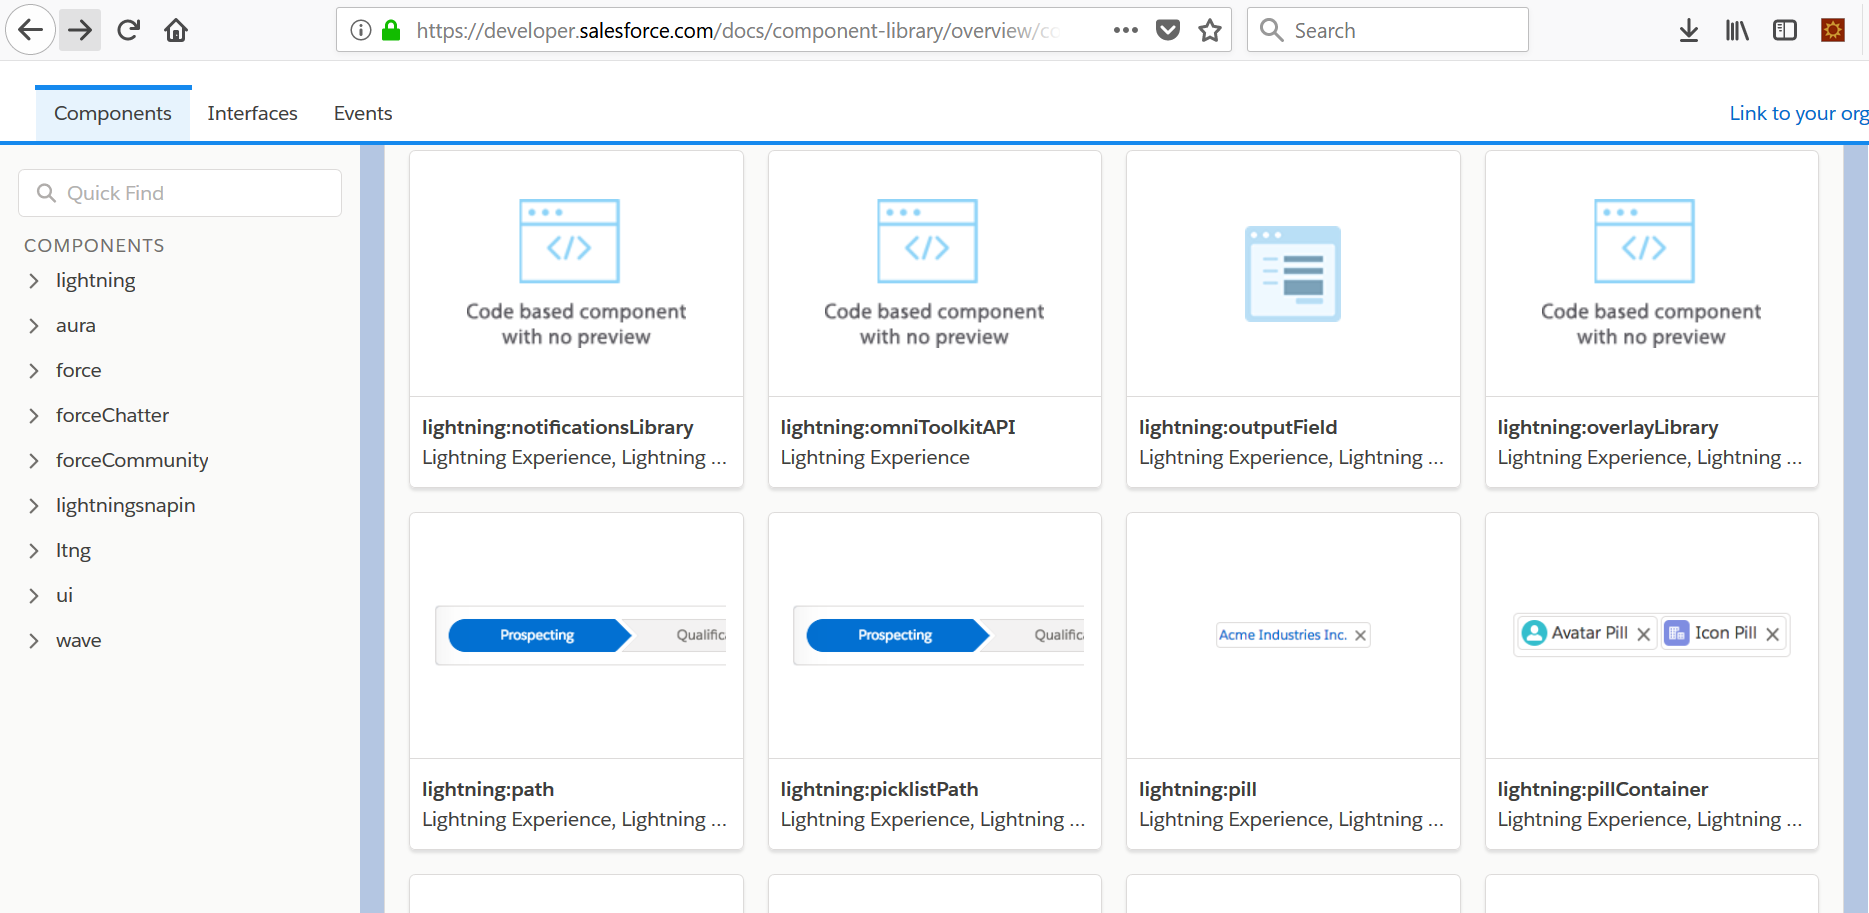 https://developer.salesforce.com/docs/component-library/overview/co
Search
Components
Interfaces
Events
Link to your org
Quick Find
COMPONENTS
lightning
aura
force
forceChatter
forceCommunity
lightningsnapin
ltng
ui
wave
Code based component
with no preview
Code based component
with no preview
Code based component
with no preview
lightning:notificationsLibrary
Lightning Experience, Lightning ...
lightning:omniToolkitAPI
Lightning Experience
lightning:outputField
Lightning Experience, Lightning ...
lightning:overlayLibrary
Lightning Experience, Lightning ...
Prospecting
Qualific
Prospecting
Qualific
Acme Industries Inc.
Avatar Pill
Icon Pill
lightning:path
Lightning Experience, Lightning ...
lightning:picklistPath
Lightning Experience, Lightning ...
lightning:pill
Lightning Experience, Lightning ...
lightning:pillContainer
Lightning Experience, Lightning ...